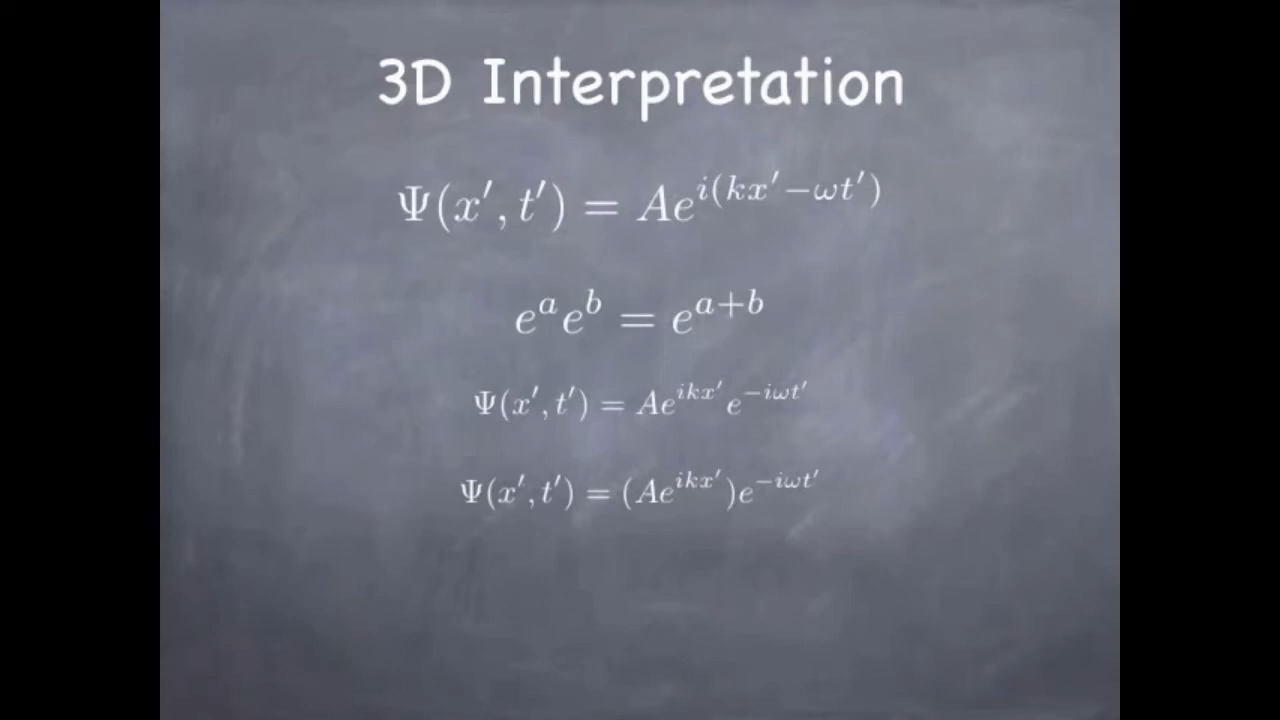 3D Interpretation
Ψ(x′, t′) = Ae^{i(kx′−ωt′)}
e^a e^b = e^{a+b}
Ψ(x′, t′) = Ae^{ikx′} e^{−iωt′}
Ψ(x′, t′) = (Ae^{ikx′})e^{−iωt′}